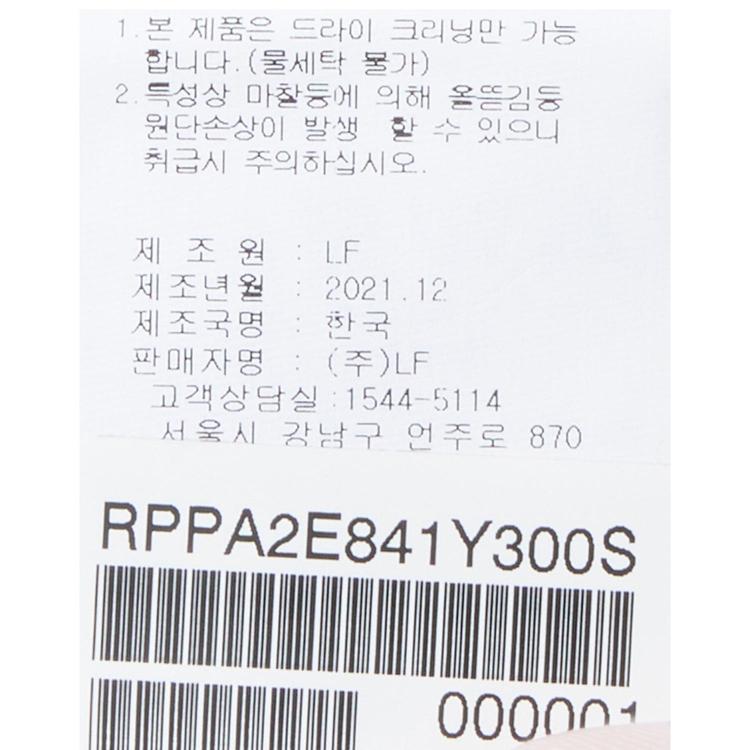 1.본 제품은 드라이 크리닝만 가능
합니다.(물세탁 불가)
2.특성상 마찰등에 의해 올뜯김등
원단손상이 발생 할 수 있으니
취급시 주의하십시오.
제 조 원 : LF
제조년월 : 2021.12
제조국명 : 한국
판매자명 : (주)LF
고객상담실:1544-5114
서울시 강남구 언주로 870
RPPA2E841Y300S
000001